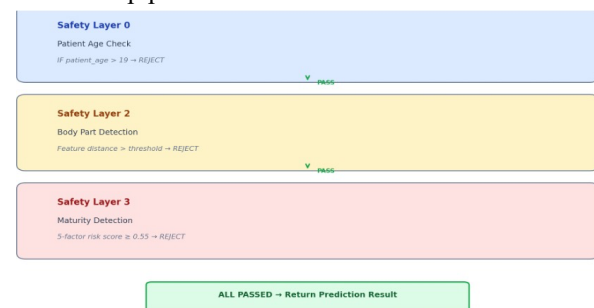 Safety Layer 0
Patient Age Check
IF patient_age > 19 → REJECT
PASS
Safety Layer 2
Body Part Detection
Feature distance > threshold → REJECT
PASS
Safety Layer 3
Maturity Detection
5-factor risk score ≥ 0.55 → REJECT
ALL PASSED → Return Prediction Result